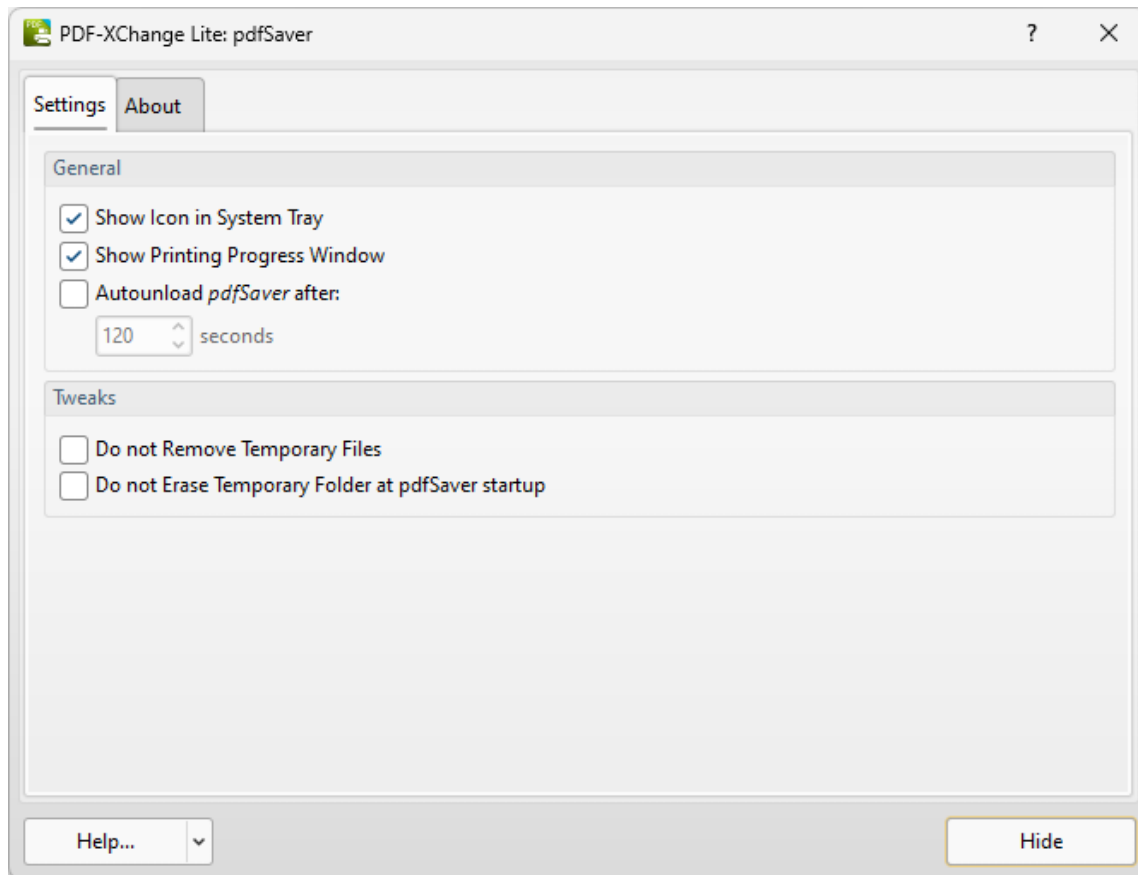 PDF-XChange Lite: pdfSaver
?
Settings About
General
Show Icon in System Tray
Show Printing Progress Window
Autounload pdfSaver after:
120 seconds
Tweaks
Do not Remove Temporary Files
Do not Erase Temporary Folder at pdfSaver startup
Help... Hide